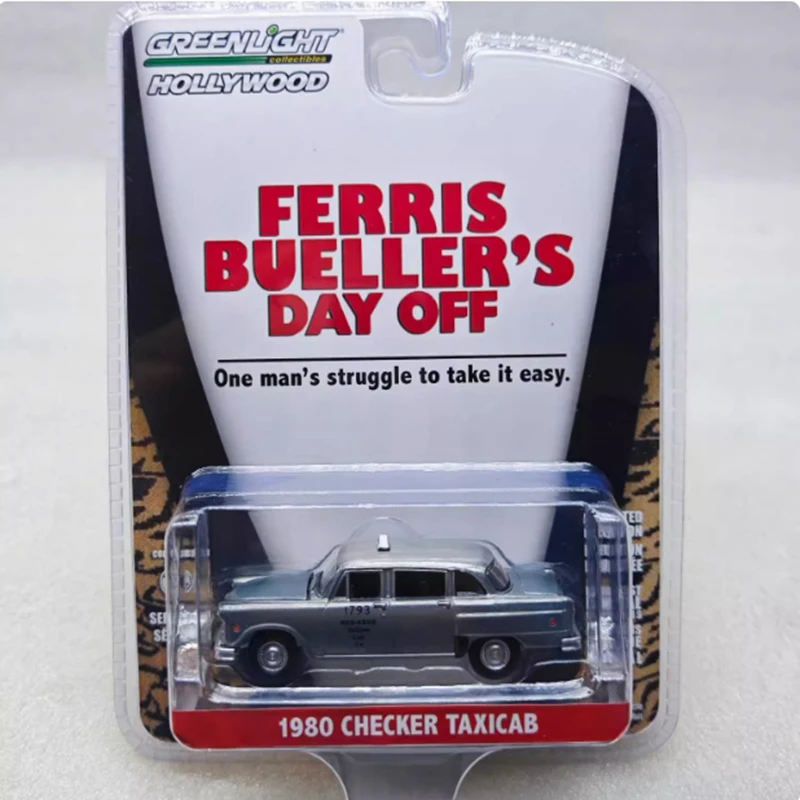 GREENLiGHT
collectibles
HOLLYWOOD
FERRIS
BUELLER'S
DAY OFF
One man's struggle to take it easy.
1793
1980 CHECKER TAXICAB